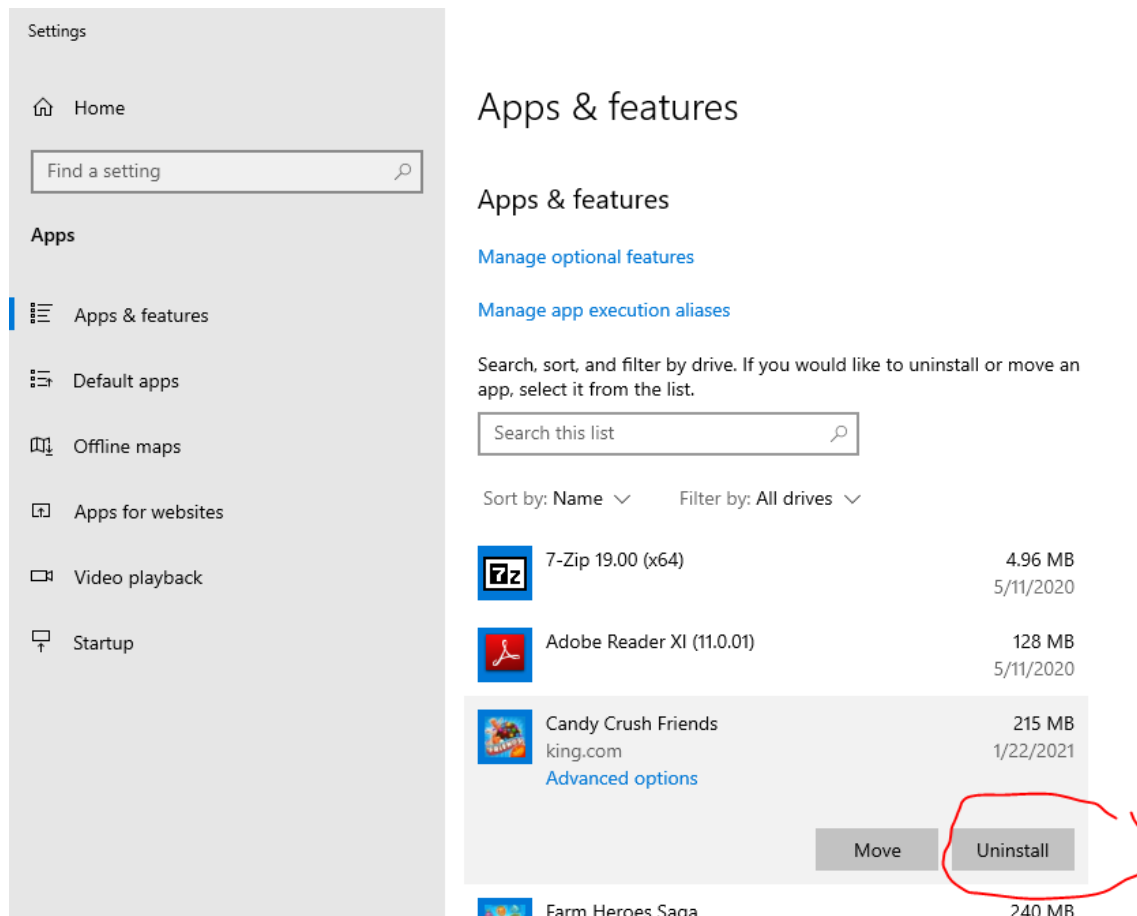 Settings
Home
Find a setting
Apps
Apps & features
Default apps
Offline maps
Apps for websites
Video playback
Startup
Apps & features
Apps & features
Manage optional features
Manage app execution aliases
Search, sort, and filter by drive. If you would like to uninstall or move an
app, select it from the list.
Search this list
Sort by: Name Filter by: All drives
7-Zip 19.00 (x64) 4.96 MB
5/11/2020
Adobe Reader XI (11.0.01) 128 MB
5/11/2020
Candy Crush Friends 215 MB
king.com 1/22/2021
Advanced options
Move Uninstall
Farm Heroes Saga 240 MB